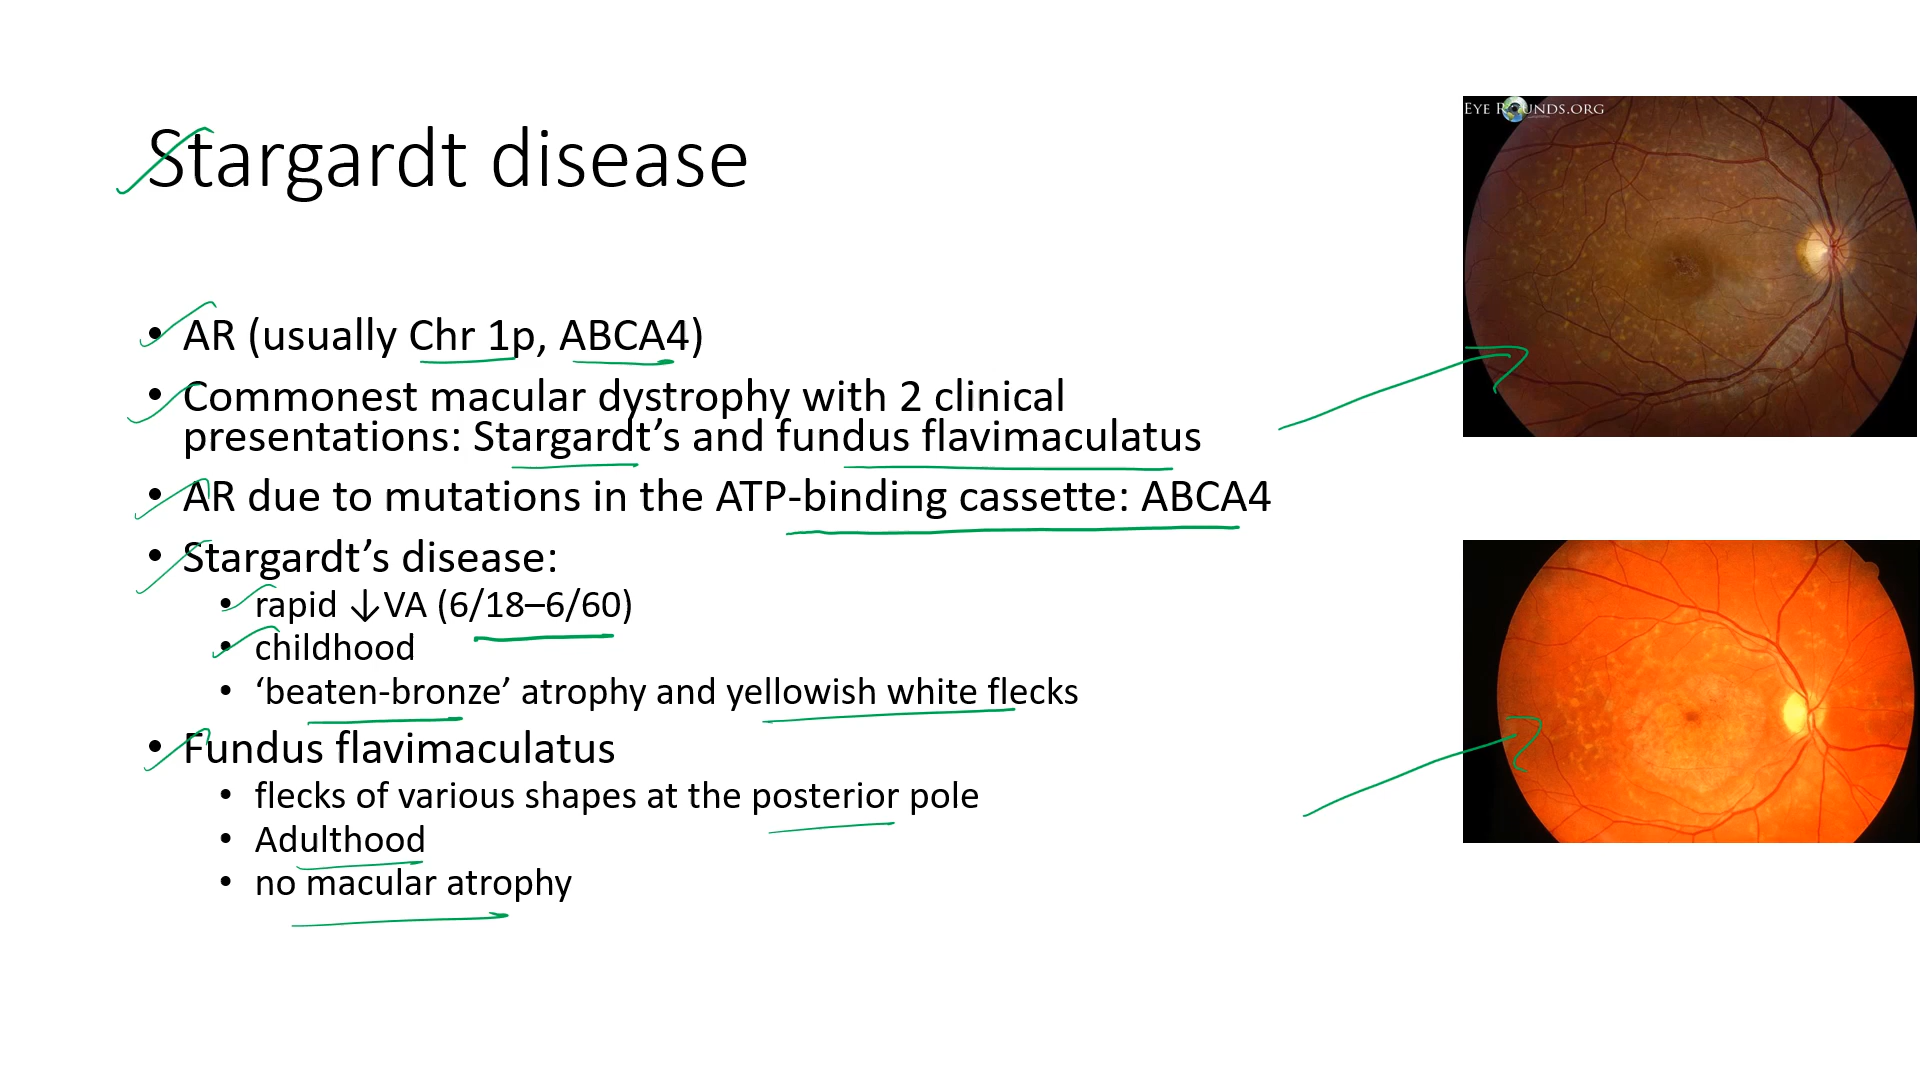 Stargardt disease
EYE ROUNDS.ORG
• AR (usually Chr 1p, ABCA4)
• Commonest macular dystrophy with 2 clinical
presentations: Stargardt’s and fundus flavimaculatus
• AR due to mutations in the ATP-binding cassette: ABCA4
• Stargardt’s disease:
• rapid ↓VA (6/18–6/60)
• childhood
• ‘beaten-bronze’ atrophy and yellowish white flecks
• Fundus flavimaculatus
• flecks of various shapes at the posterior pole
• Adulthood
• no macular atrophy